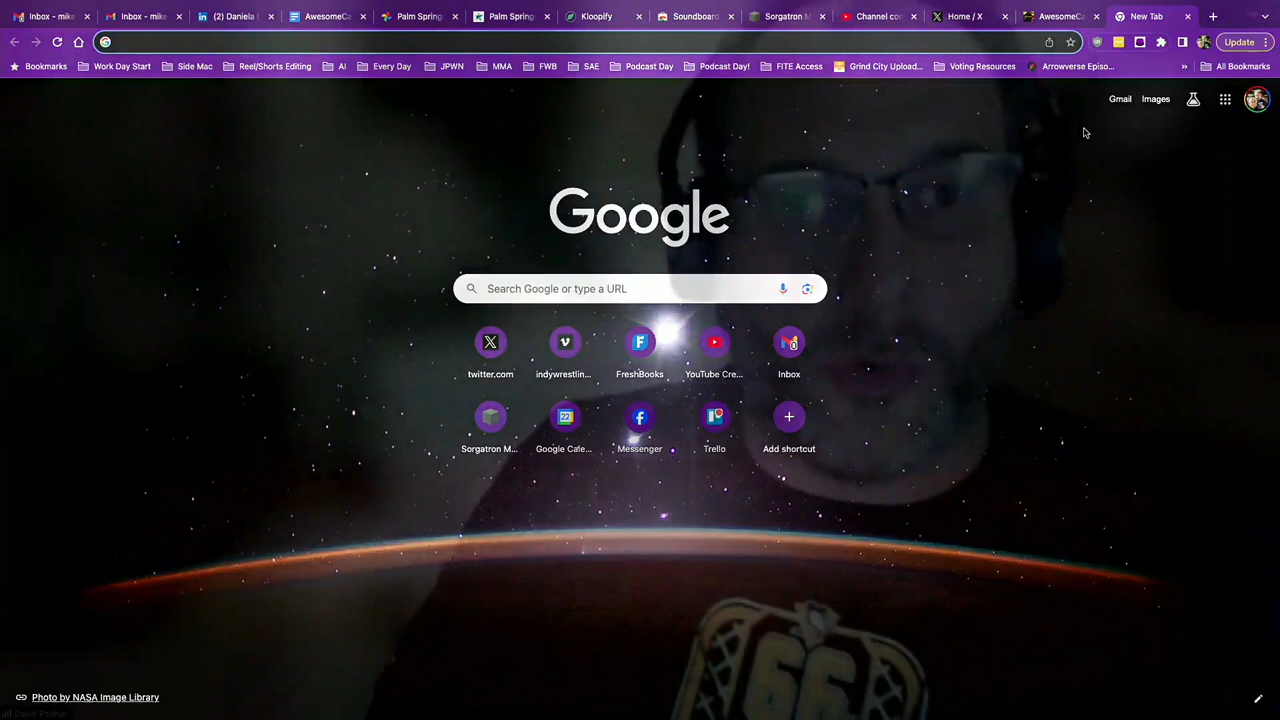 Inbox - mike
Inbox - mike
(2) Daniela
AwesomeCa
Palm Spring
Palm Spring
Kloopify
Soundboard
Sorgatron M
Channel co
Home / X
AwesomeCa
New Tab
Update
Bookmarks
Work Day Start
Side Mac
Reel/Shorts Editing
AI
Every Day
JPWN
MMA
FWB
SAE
Podcast Day
Podcast Day!
FITE Access
Grind City Upload...
Voting Resources
Arrowverse Episo...
»
All Bookmarks
Gmail
Images
Google
Search Google or type a URL
twitter.com
indywrestlin...
FreshBooks
YouTube Cre...
Inbox
Sorgatron M...
Google Cale...
Messenger
Trello
Add shortcut
66
Photo by NASA Image Library
David Podnar